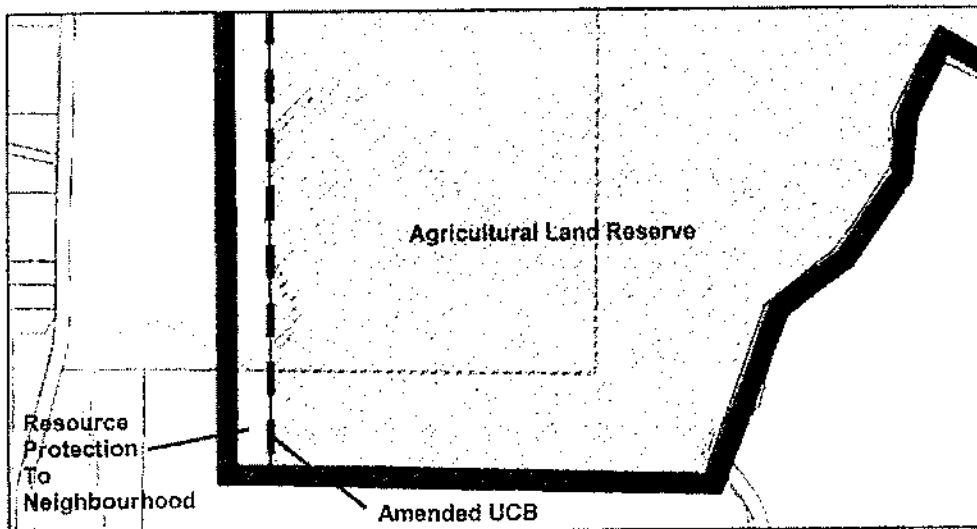 Agricultural Land Reserve
Resource
Protection
To
Neighbourhood
Amended UCB